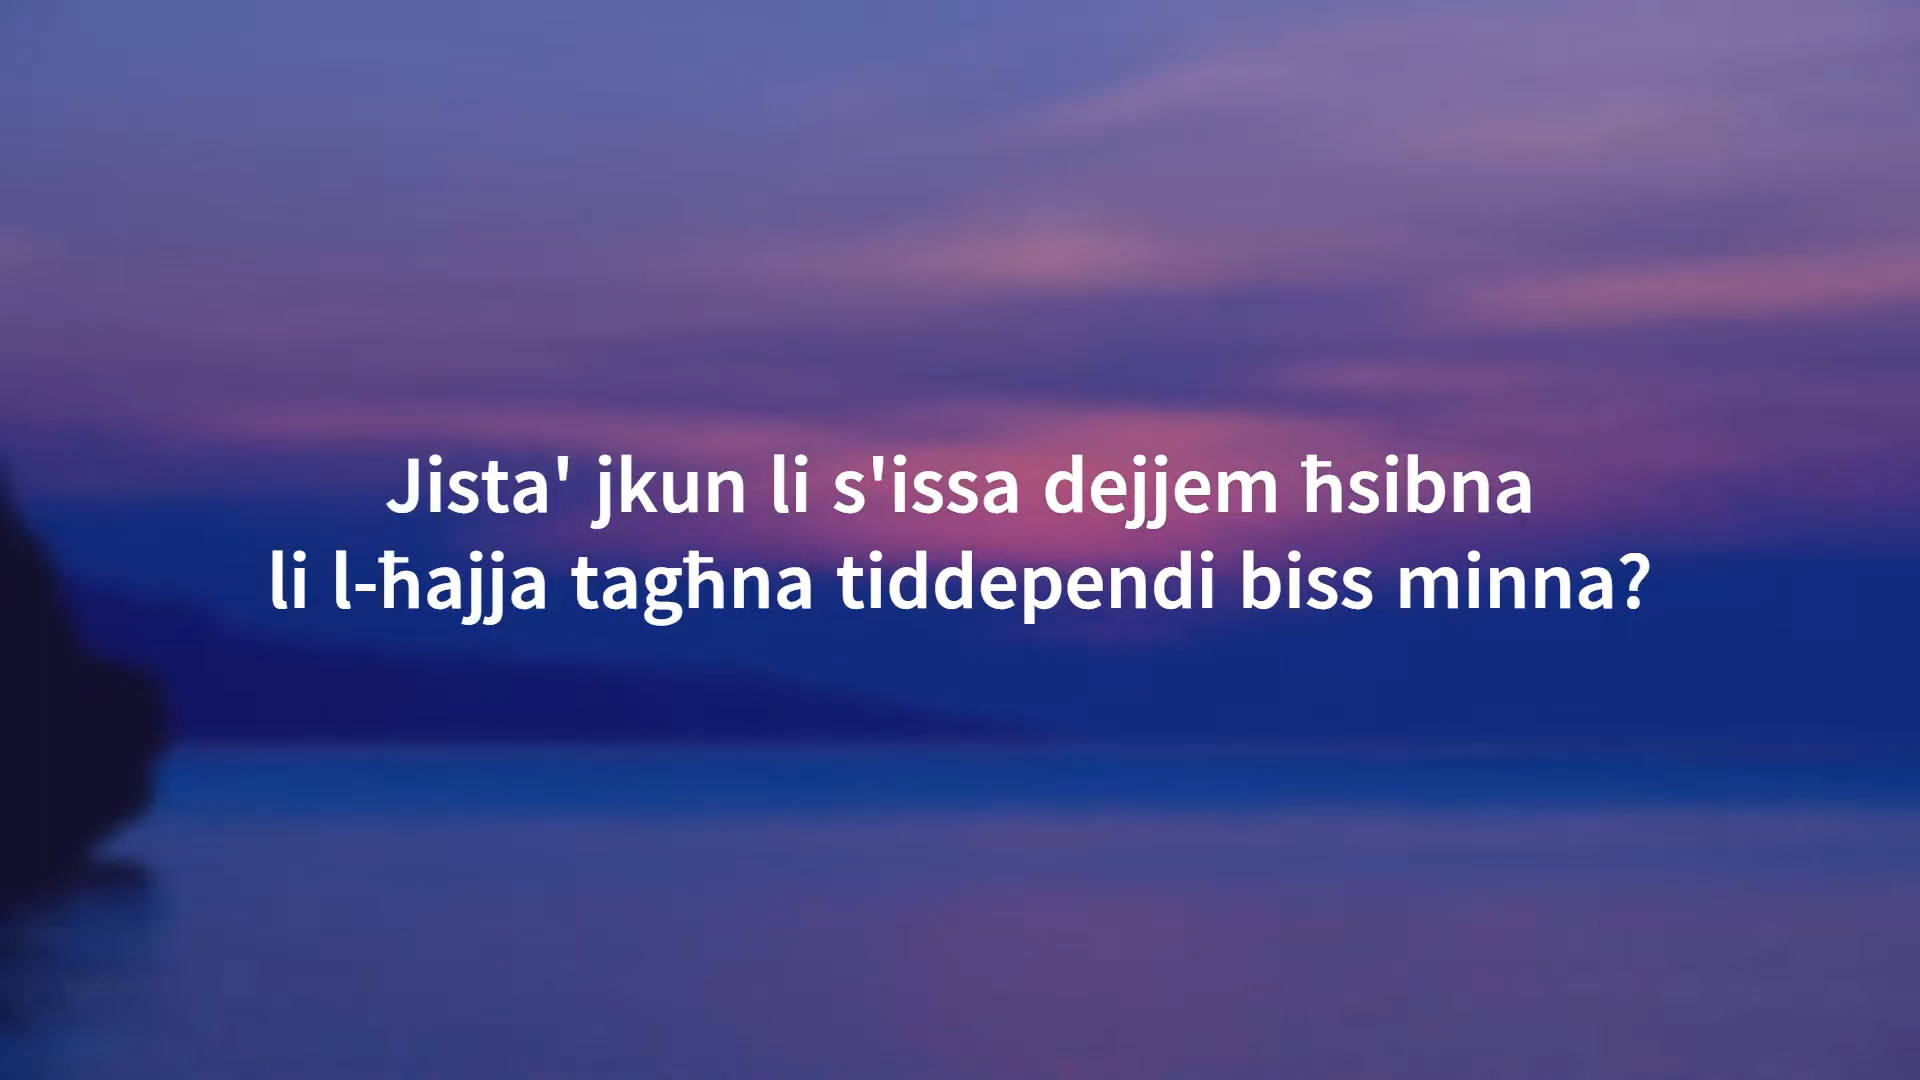 Jista' jkun li s'issa dejjem ħsibna
li l-ħajja tagħna tiddependi biss minna?